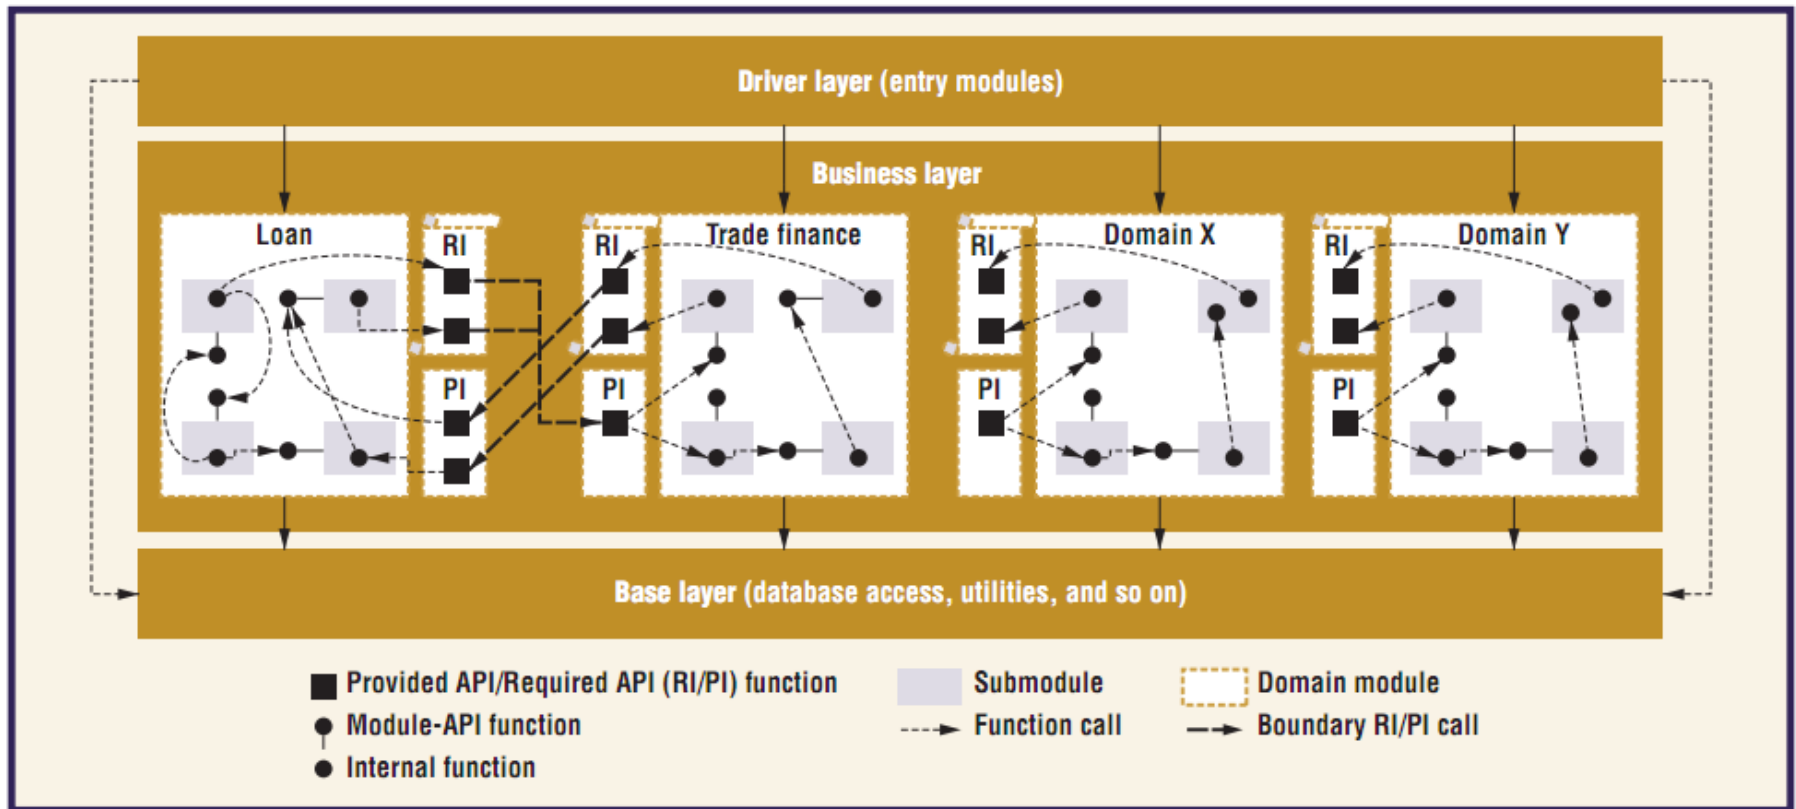 Driver layer (entry modules)
Business layer
Loan
RI
RI
Trade finance
RI
Domain X
RI
Domain Y
PI
PI
PI
PI
Base layer (database access, utilities, and so on)
Provided API/Required API (RI/PI) function
Submodule
Domain module
Module-API function
Function call
Boundary RI/PI call
Internal function